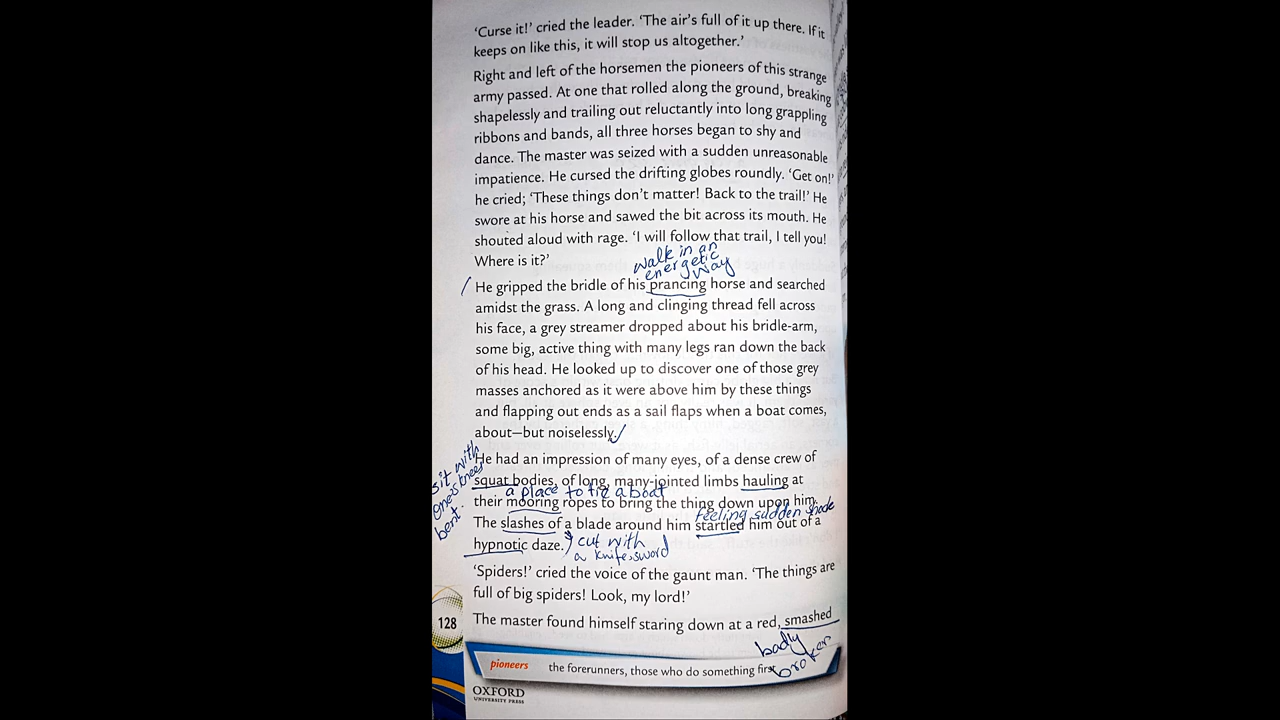 ‘Curse it!’ cried the leader. ‘The air’s full of it up there. If it
keeps on like this, it will stop us altogether.’
Right and left of the horsemen the pioneers of this strange
army passed. At one that rolled along the ground, breaking
shapelessly and trailing out reluctantly into long grappling
ribbons and bands, all three horses began to shy and
dance. The master was seized with a sudden unreasonable
impatience. He cursed the drifting globes roundly. ‘Get on!’
he cried; ‘These things don’t matter! Back to the trail!’ He
swore at his horse and sawed the bit across its mouth. He
shouted aloud with rage. ‘I will follow that trail, I tell you!
Where is it?’
walk in an
energetic
way
He gripped the bridle of his prancing horse and searched
amidst the grass. A long and clinging thread fell across
his face, a grey streamer dropped about his bridle-arm,
some big, active thing with many legs ran down the back
of his head. He looked up to discover one of those grey
masses anchored as it were above him by these things
and flapping out ends as a sail flaps when a boat comes,
about—but noiselessly.
sit with
one's knees
bent.
He had an impression of many eyes, of a dense crew of
squat bodies, of long, many-jointed limbs hauling at
a place to tie a boat
their mooring ropes to bring the thing down upon him.
feeling sudden shock
The slashes of a blade around him startled him out of a
hypnotic daze.
cut with
a knife, sword
‘Spiders!’ cried the voice of the gaunt man. ‘The things are
full of big spiders! Look, my lord!’
The master found himself staring down at a red, smashed
badly
broken
128
pioneers the forerunners, those who do something first
OXFORD
UNIVERSITY PRESS